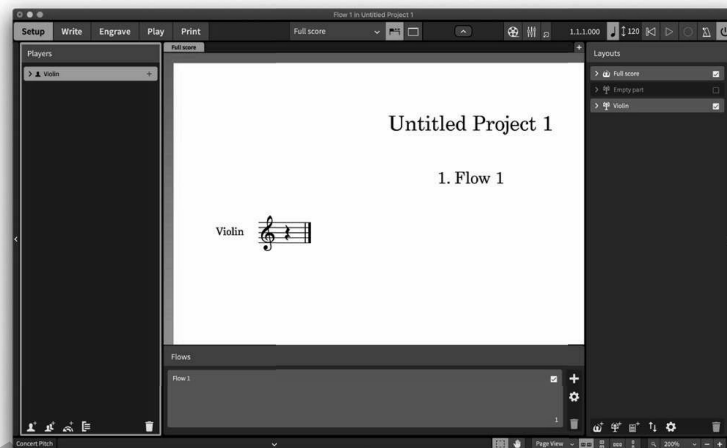 Flow 1 in Untitled Project 1
Setup Write Engrave Play Print Full score 1.1.1.000 120
Players
Violin
Full score
Untitled Project 1
1. Flow 1
Violin
Flows
Flow 1
1
Layouts
Full score
Empty part
Violin
Concert Pitch Page View 200%